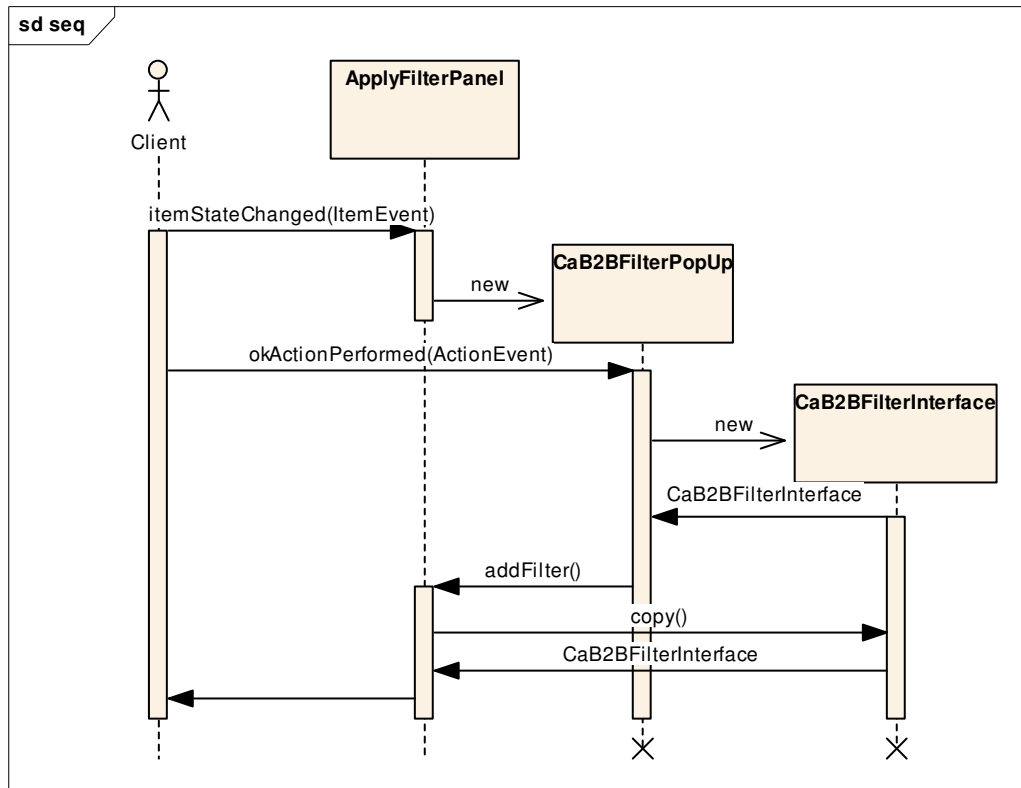 sd seq
ApplyFilterPanel
Client
itemStateChanged(ItemEvent)
CaB2BFilterPopUp
new
okActionPerformed(ActionEvent)
CaB2BFilterInterface
new
CaB2BFilterInterface
addFilter()
copy()
CaB2BFilterInterface